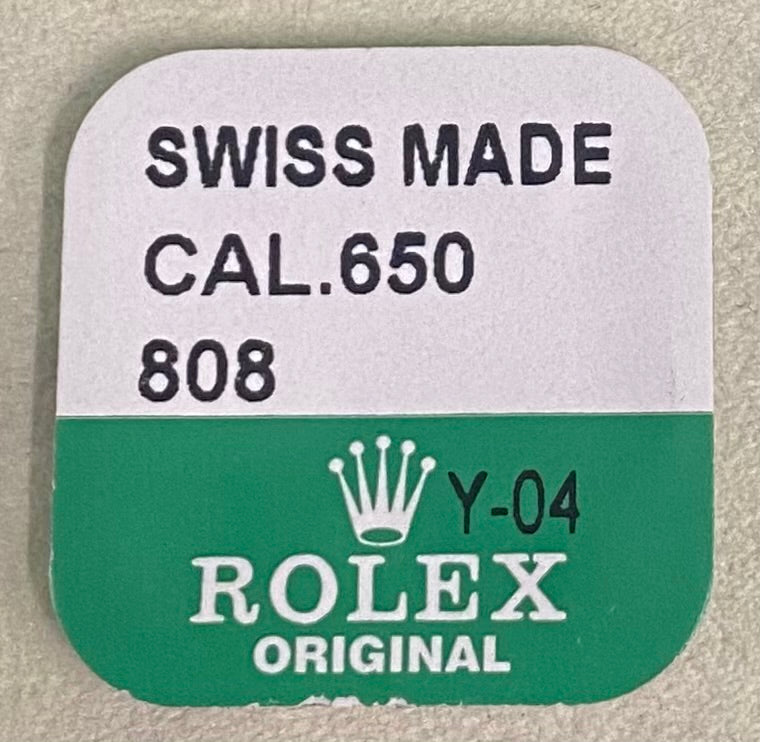 SWISS MADE
CAL.650
808
Y-04
ROLEX
ORIGINAL